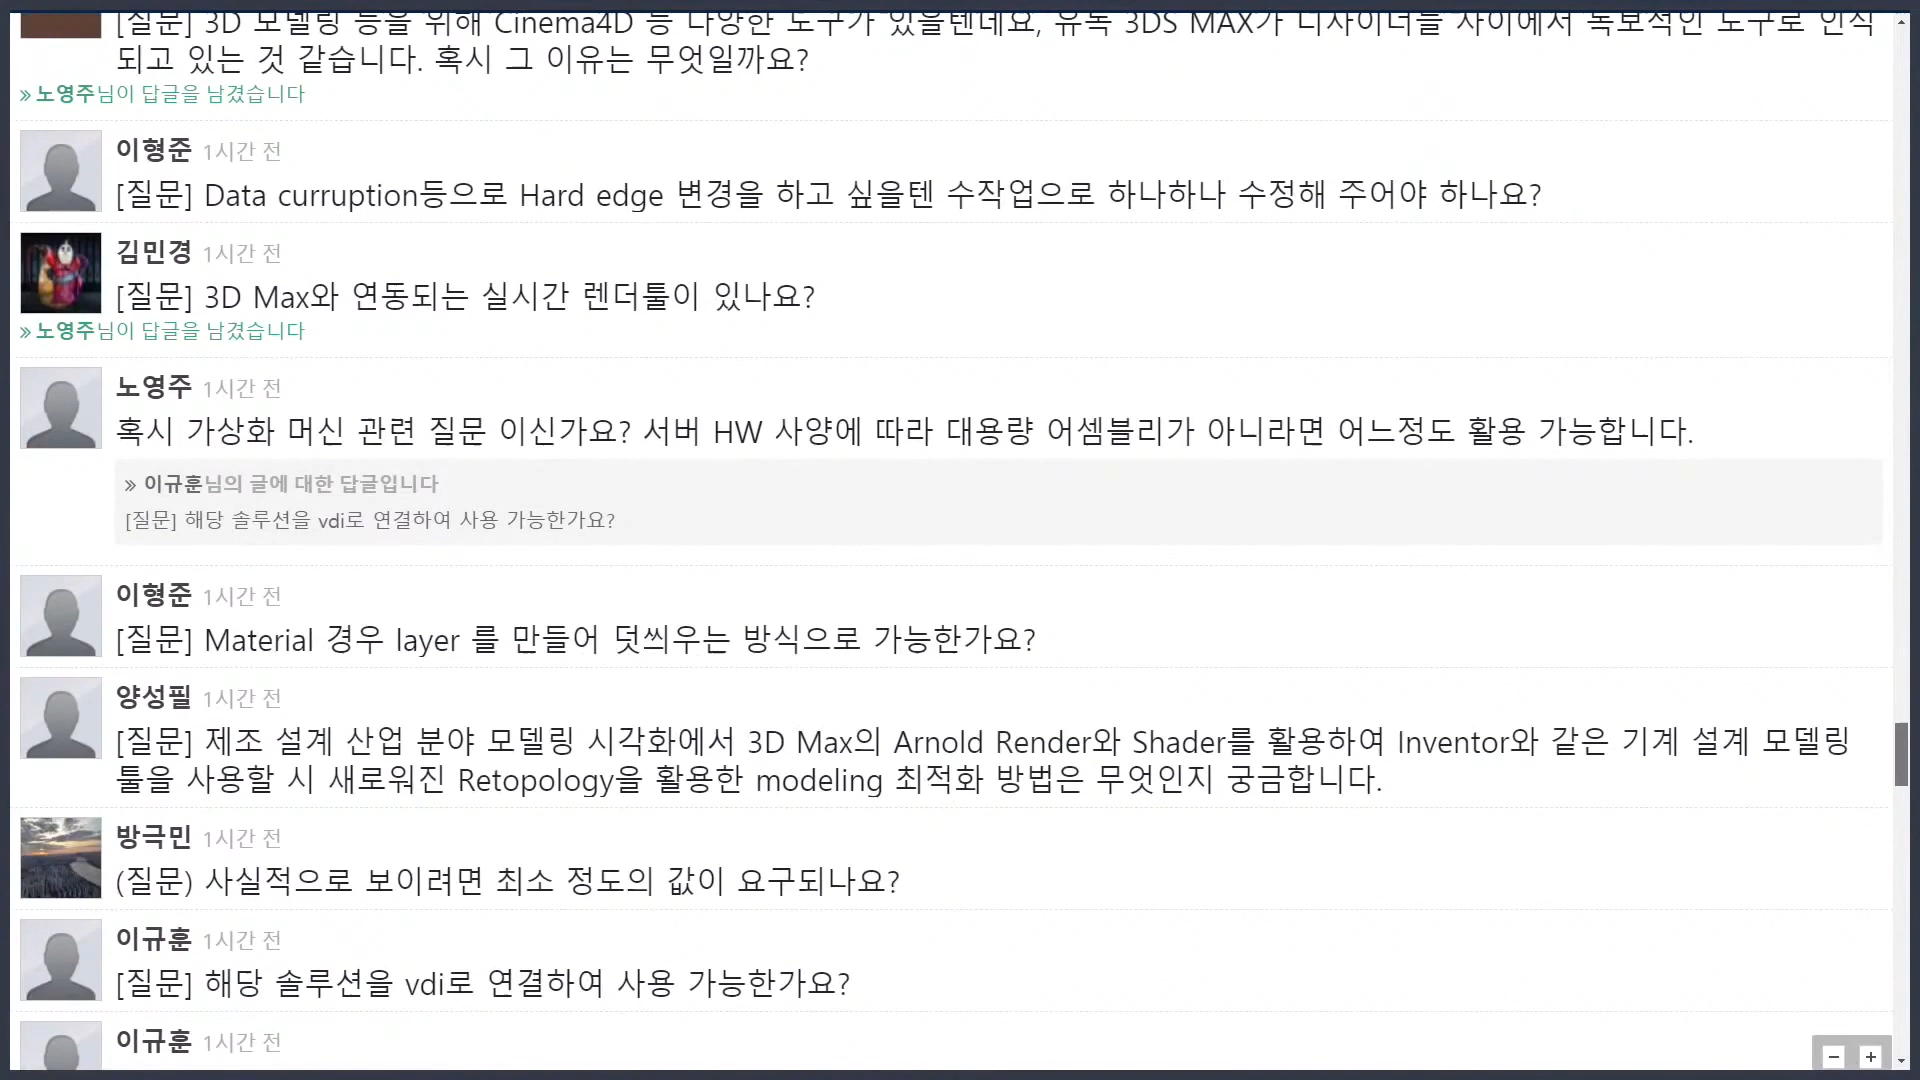 [질문] 3D 모델링 등을 위해 Cinema4D 등 다양한 도구가 있을텐데요, 유독 3DS MAX가 디자이너들 사이에서 독보적인 도구로 인식
되고 있는 것 같습니다. 혹시 그 이유는 무엇일까요?
» 노영주님이 답글을 남겼습니다
이형준 1시간 전
[질문] Data curruption등으로 Hard edge 변경을 하고 싶을텐 수작업으로 하나하나 수정해 주어야 하나요?
김민경 1시간 전
[질문] 3D Max와 연동되는 실시간 렌더툴이 있나요?
» 노영주님이 답글을 남겼습니다
노영주 1시간 전
혹시 가상화 머신 관련 질문 이신가요? 서버 HW 사양에 따라 대용량 어셈블리가 아니라면 어느정도 활용 가능합니다.
» 이규훈님의 글에 대한 답글입니다
[질문] 해당 솔루션을 vdi로 연결하여 사용 가능한가요?
이형준 1시간 전
[질문] Material 경우 layer 를 만들어 덧씌우는 방식으로 가능한가요?
양성필 1시간 전
[질문] 제조 설계 산업 분야 모델링 시각화에서 3D Max의 Arnold Render와 Shader를 활용하여 Inventor와 같은 기계 설계 모델링
툴을 사용할 시 새로워진 Retopology을 활용한 modeling 최적화 방법은 무엇인지 궁금합니다.
방극민 1시간 전
(질문) 사실적으로 보이려면 최소 정도의 값이 요구되나요?
이규훈 1시간 전
[질문] 해당 솔루션을 vdi로 연결하여 사용 가능한가요?
이규훈 1시간 전